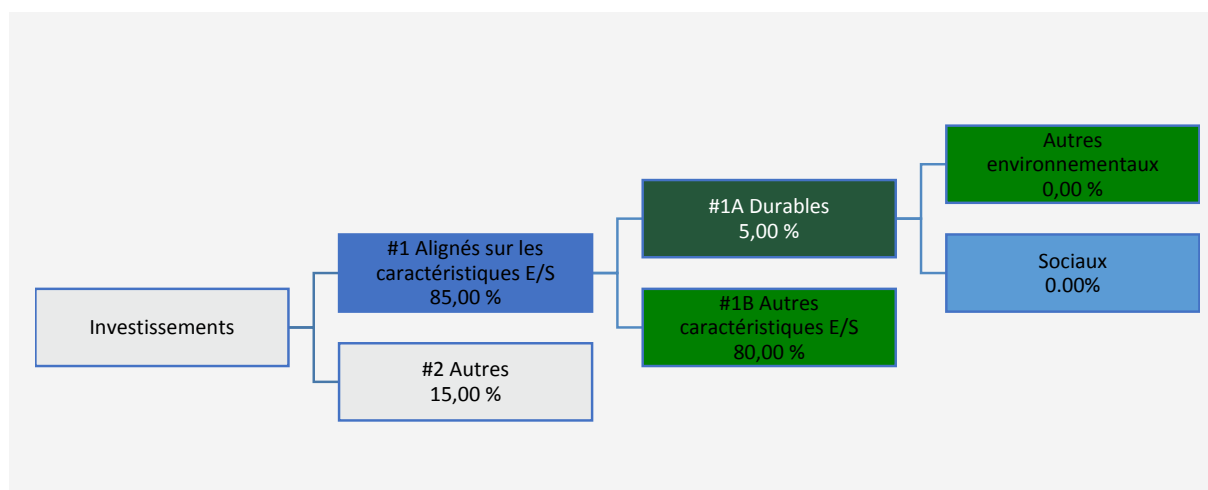 Investissements
#1 Alignés sur les
caractéristiques E/S
85,00 %
#2 Autres
15,00 %
#1A Durables
5,00 %
#1B Autres
caractéristiques E/S
80,00 %
Autres
environnementaux
0,00 %
Sociaux
0.00%